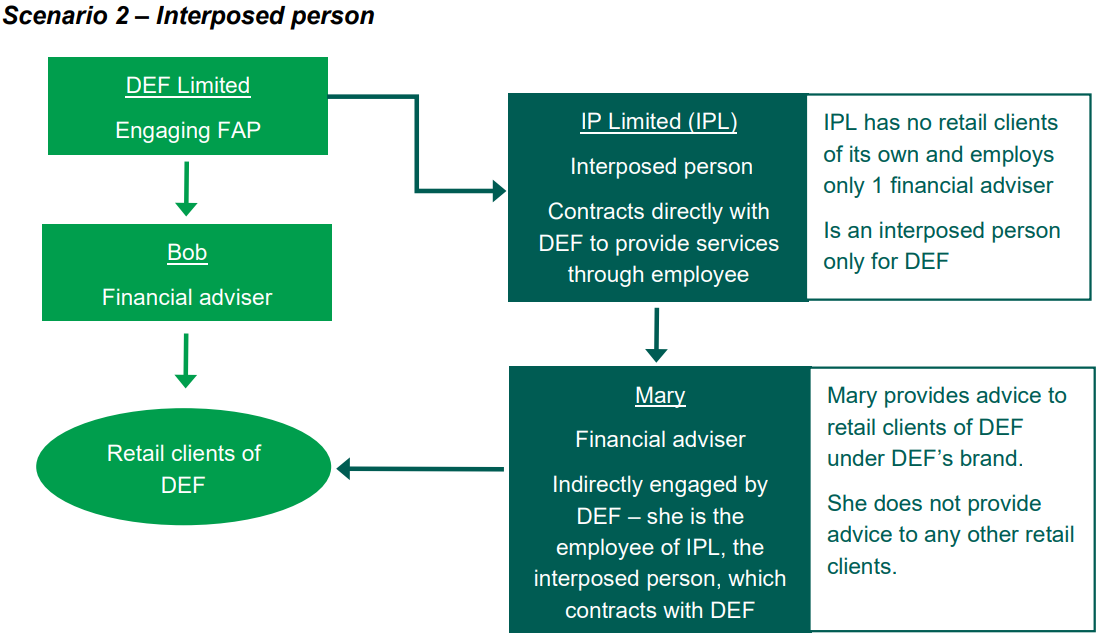 Scenario 2 – Interposed person
DEF Limited
Engaging FAP
Bob
Financial adviser
Retail clients of
DEF
IP Limited (IPL)
Interposed person
Contracts directly with
DEF to provide services
through employee
IPL has no retail clients
of its own and employs
only 1 financial adviser
Is an interposed person
only for DEF
Mary
Financial adviser
Indirectly engaged by
DEF – she is the
employee of IPL, the
interposed person, which
contracts with DEF
Mary provides advice to
retail clients of DEF
under DEF’s brand.
She does not provide
advice to any other retail
clients.